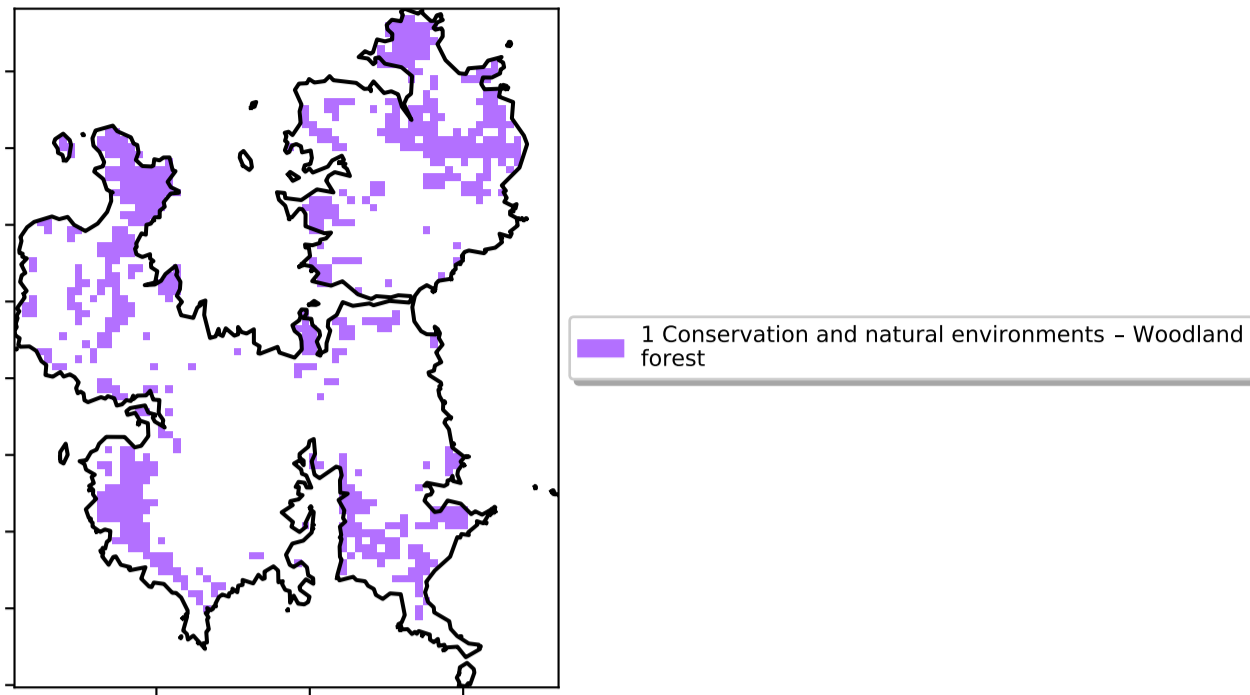 1 Conservation and natural environments – Woodland
forest